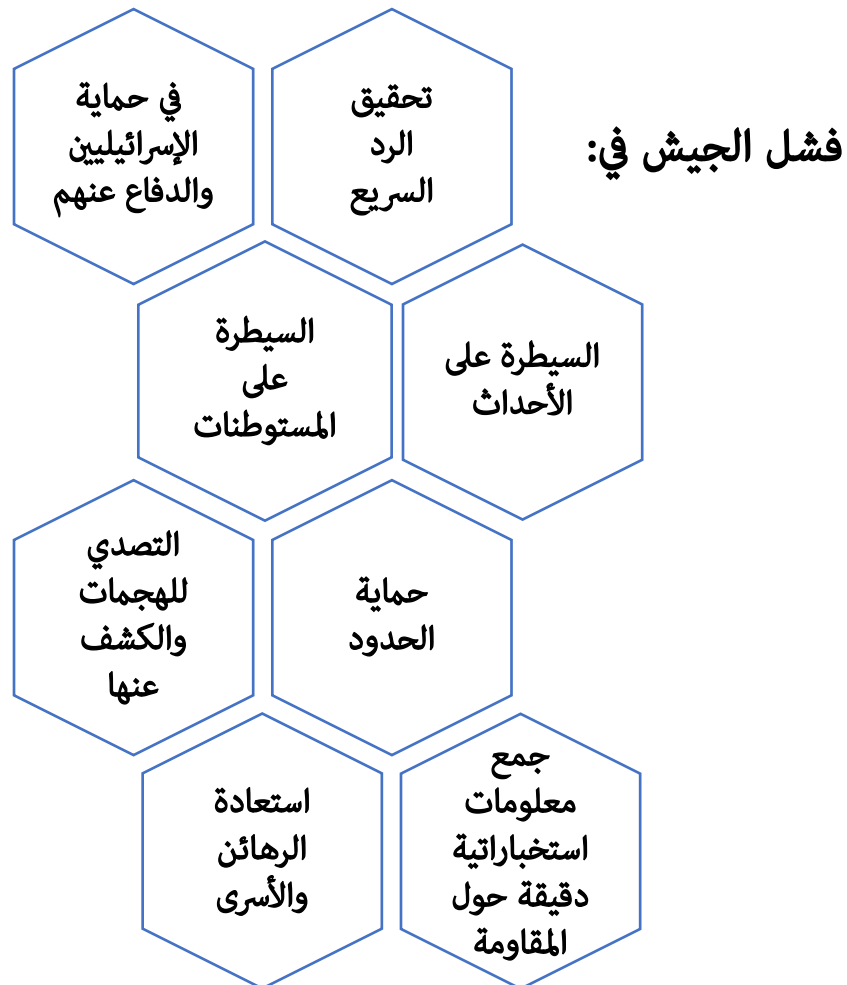 فشل الجيش في:
تحقيق
الرد
السريع
في حماية
الإسرائيليين
والدفاع عنهم
السيطرة على
الأحداث
السيطرة
على
المستوطنات
حماية
الحدود
التصدي
للهجمات
والكشف
عنها
جمع
معلومات
استخباراتية
دقيقة حول
المقاومة
استعادة
الرهائن
والأسرى